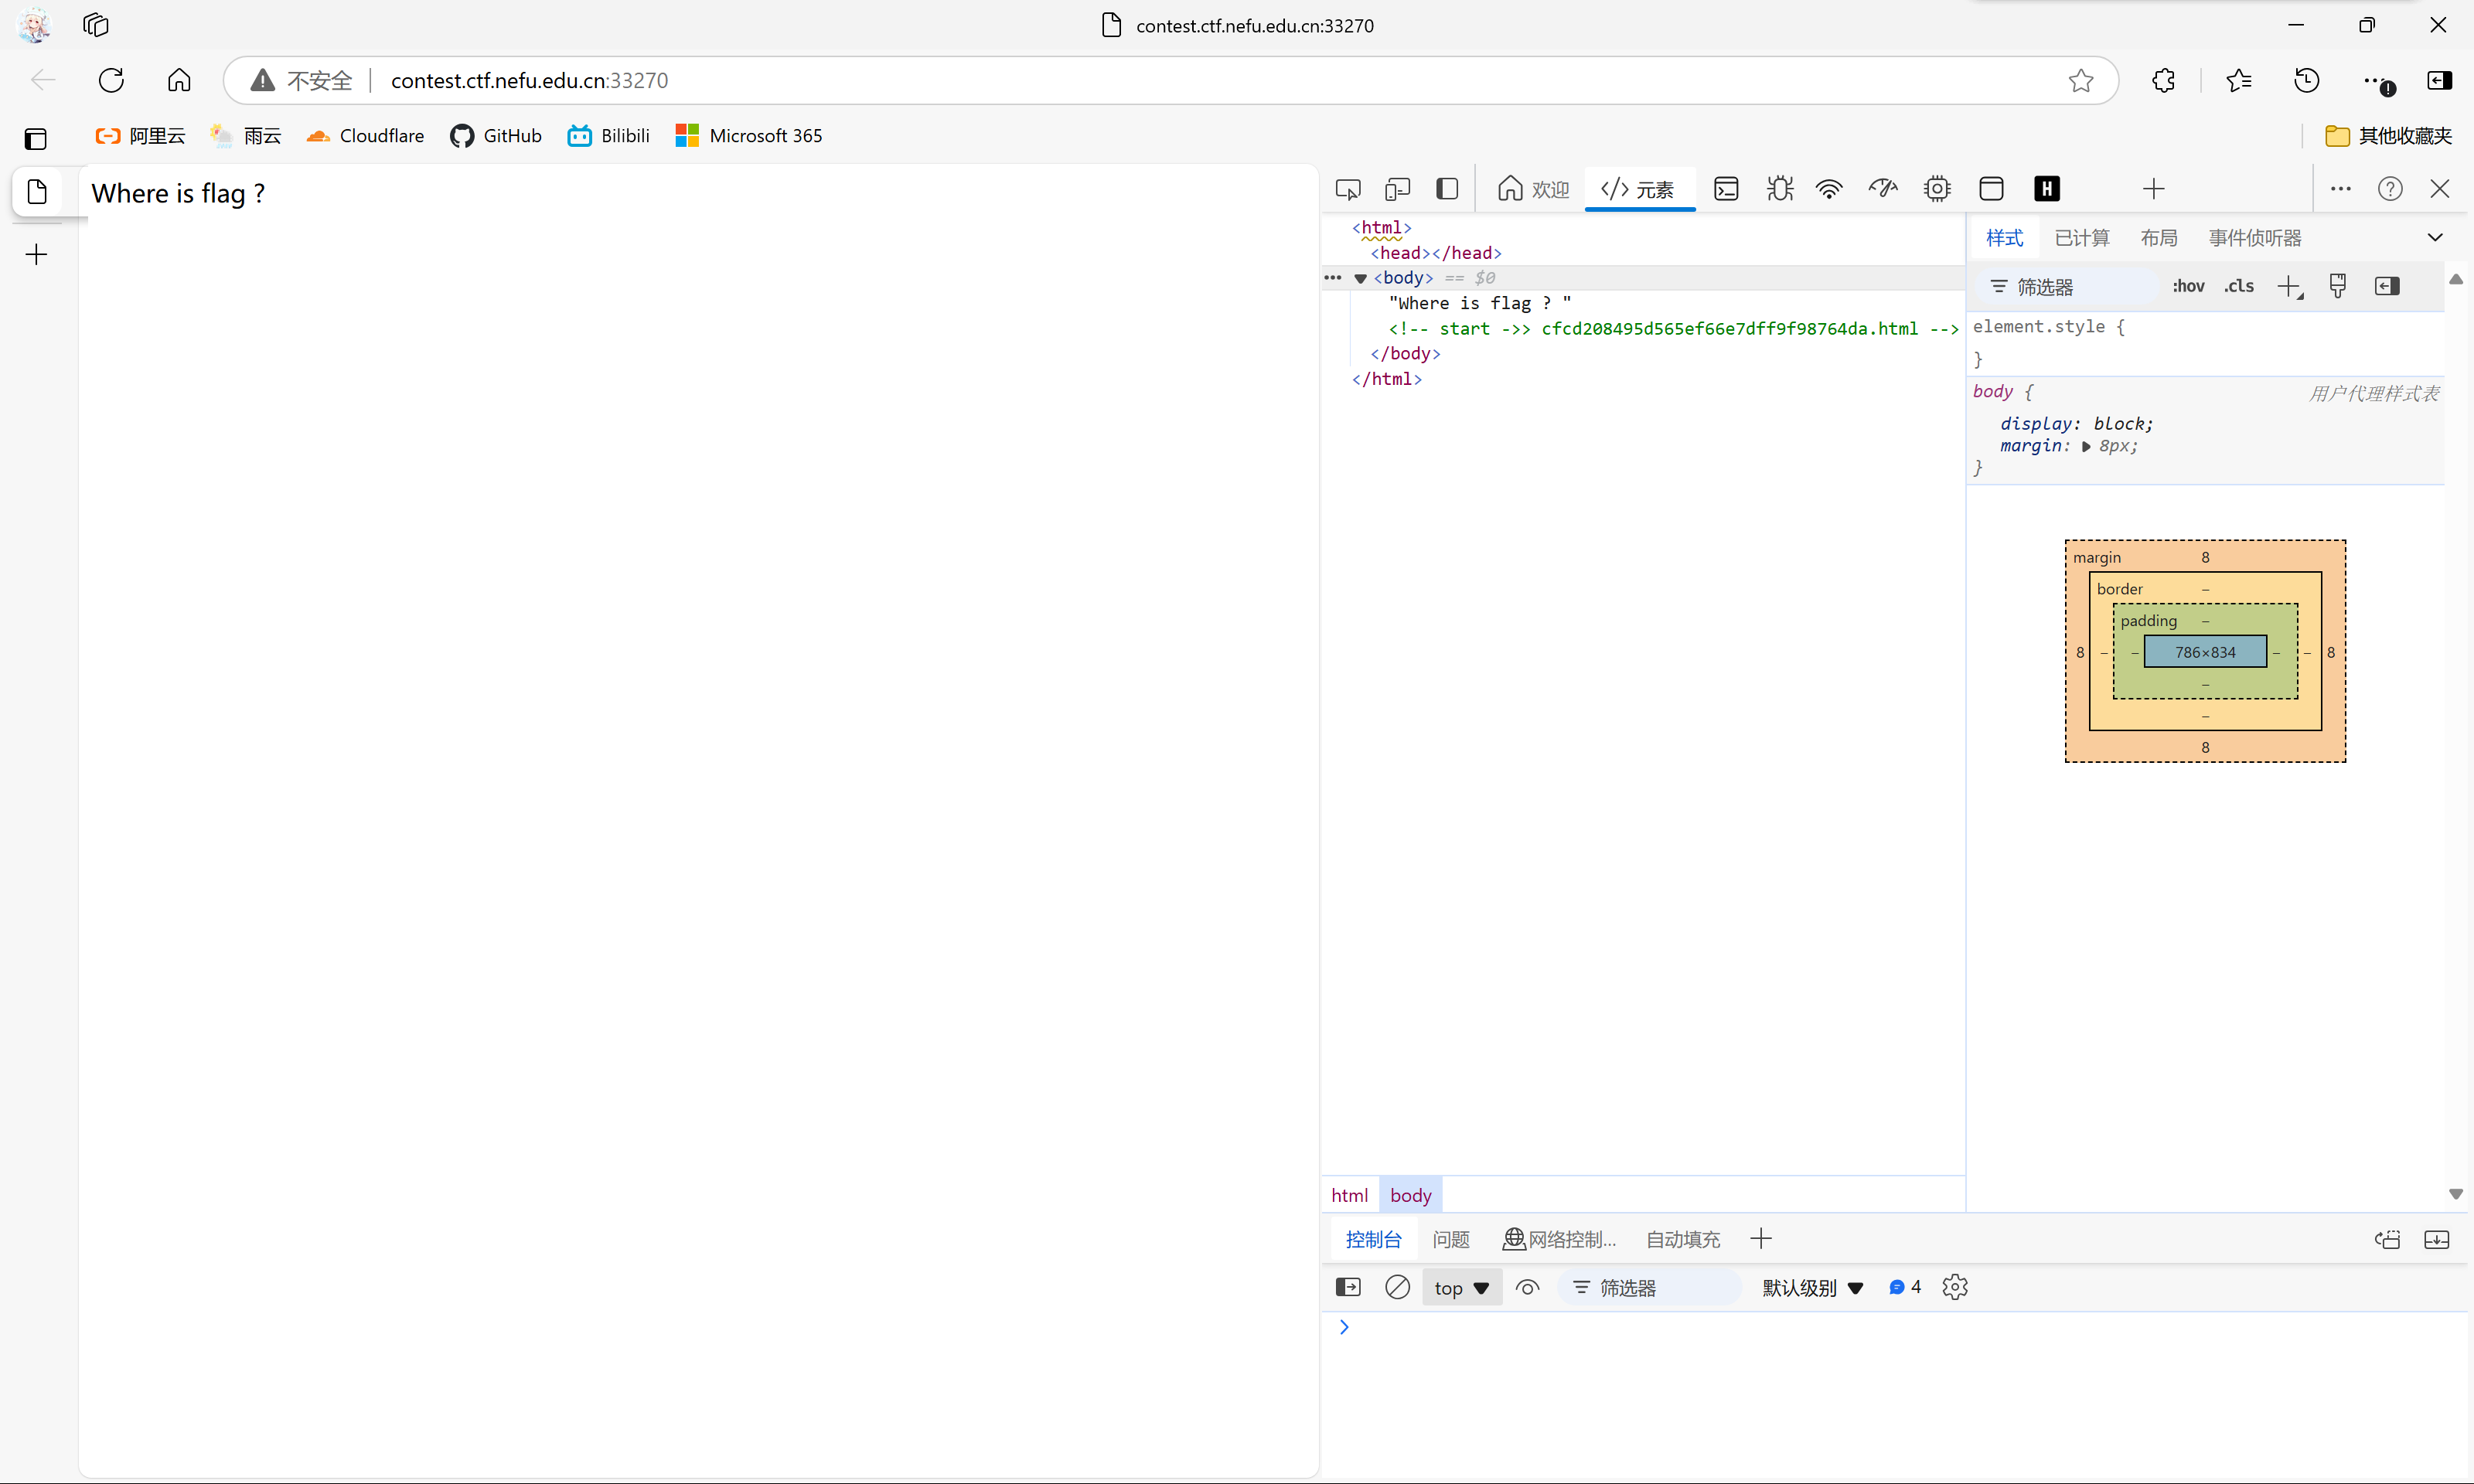 contest.ctf.nefu.edu.cn:33270
不安全 contest.ctf.nefu.edu.cn:33270
阿里云 雨云 Cloudflare GitHub Bilibili Microsoft 365 其他收藏夹
Where is flag ?
欢迎 </> 元素 H
<html>
<head></head>
<body> == $0
"Where is flag ? "
<!-- start ->> cfcd208495d565ef66e7dff9f98764da.html -->
</body>
</html>
样式 已计算 布局 事件侦听器
筛选器 :hov .cls
element.style {
}
body { 用户代理样式表
display: block;
margin: 8px;
}
margin 8
border –
padding –
8 – – 786×834 – – 8
–
–
8
html body
控制台 问题 网络控制... 自动填充
top 筛选器 默认级别 4